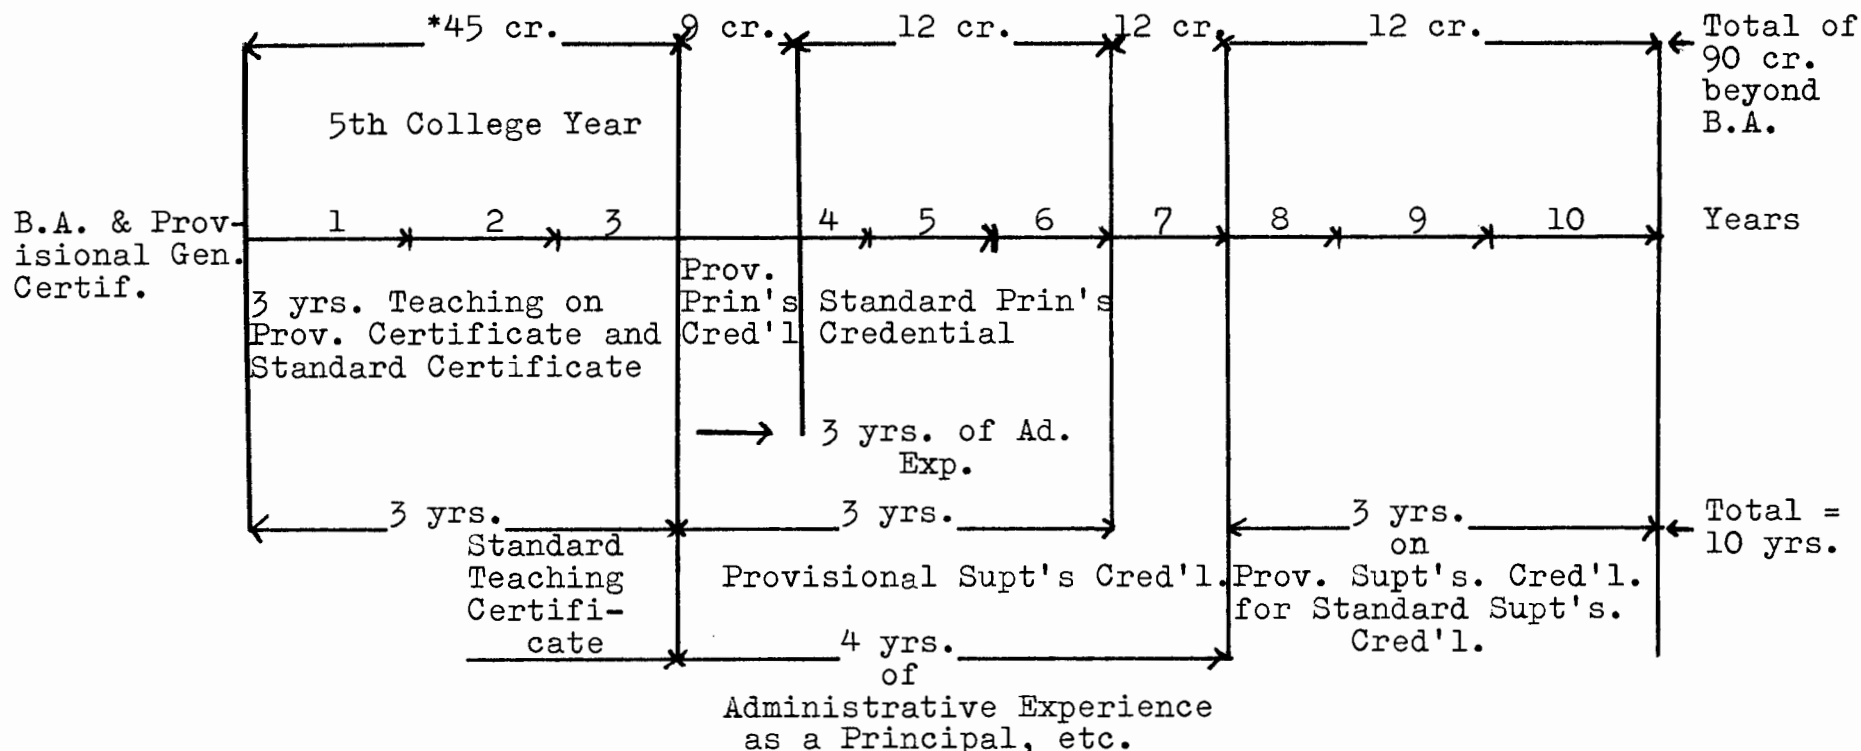 *45 cr. 9 cr. 12 cr. 12 cr. 12 cr. Total of
90 cr.
beyond
B.A.
5th College Year
B.A. & Prov-
isional Gen.
Certif.
1 2 3 4 5 6 7 8 9 10 Years
3 yrs. Teaching on
Prov. Certificate and
Standard Certificate
Prov.
Prin's
Cred'l
Standard Prin's
Credential
3 yrs. of Ad.
Exp.
3 yrs. 3 yrs. 3 yrs. Total =
10 yrs.
Standard
Teaching
Certifi-
cate
Provisional Supt's Cred'l.
on
Prov. Supt's. Cred'l.
for Standard Supt's.
Cred'l.
4 yrs.
of
Administrative Experience
as a Principal, etc.